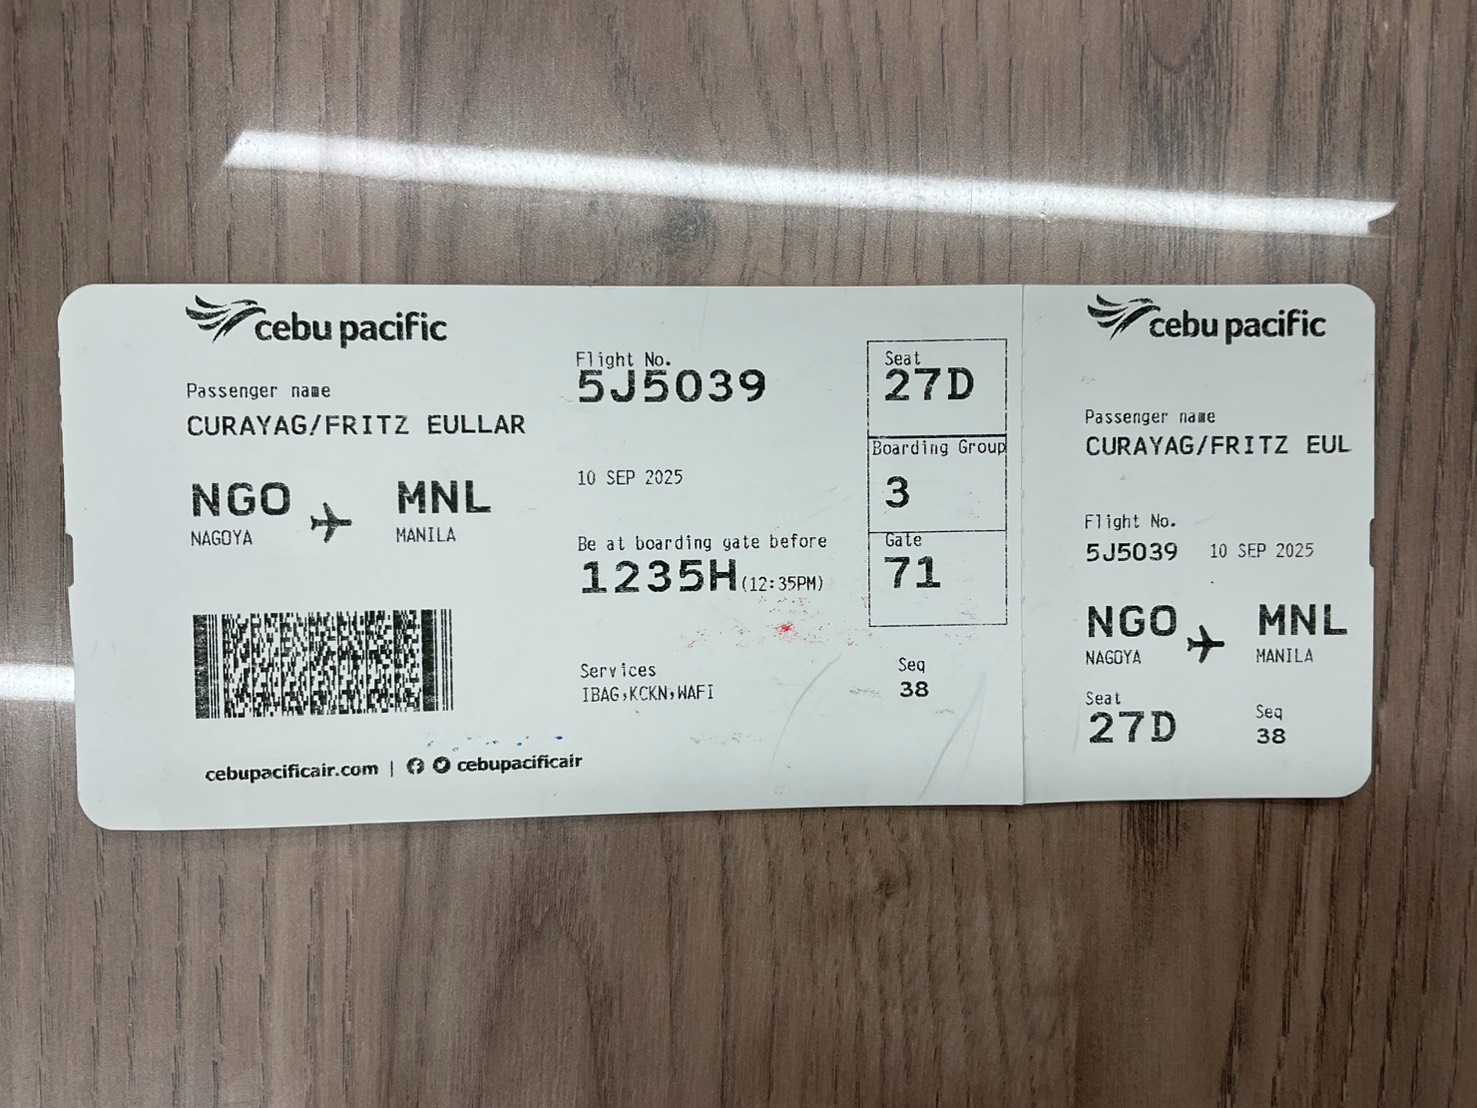 cebu pacific
Passenger name
CURAYAG/FRITZ EULLAR
NGO MNL
NAGOYA MANILA
cebupacificair.com | cebupacificair
Flight No.
5J5039
10 SEP 2025
Be at boarding gate before
1235H(12:35PM)
Services
IBAG,KCKN,WAFI
Seat
27D
Boarding Group
3
Gate
71
Seq
38
cebu pacific
Passenger name
CURAYAG/FRITZ EUL
Flight No.
5J5039 10 SEP 2025
NGO MNL
NAGOYA MANILA
Seat
27D
Seq
38